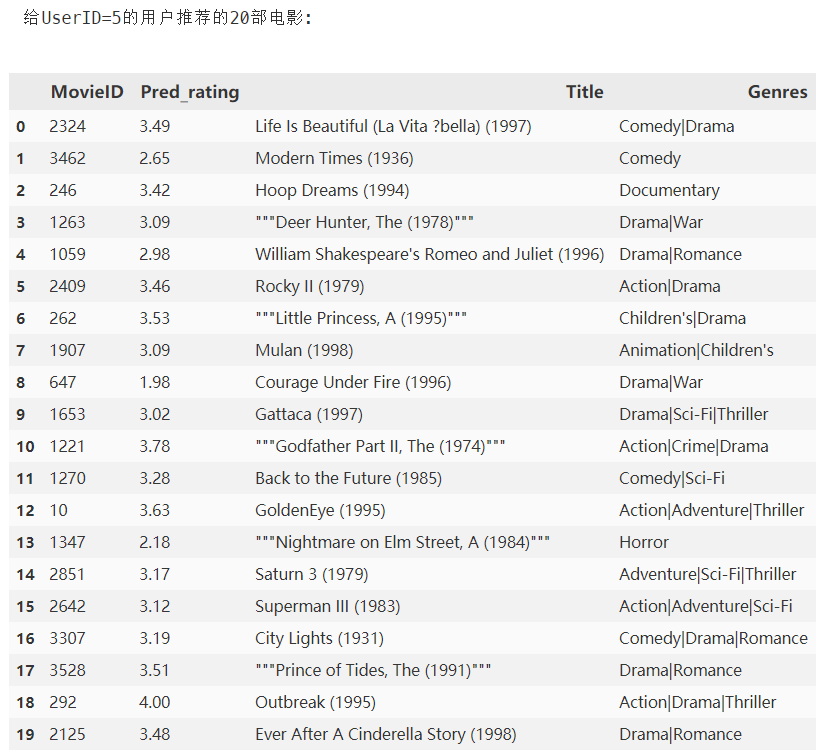 给UserID=5的用户推荐的20部电影:
MovieID Pred_rating Title Genres
0 2324 3.49 Life Is Beautiful (La Vita ?bella) (1997) Comedy|Drama
1 3462 2.65 Modern Times (1936) Comedy
2 246 3.42 Hoop Dreams (1994) Documentary
3 1263 3.09 """Deer Hunter, The (1978)""" Drama|War
4 1059 2.98 William Shakespeare's Romeo and Juliet (1996) Drama|Romance
5 2409 3.46 Rocky II (1979) Action|Drama
6 262 3.53 """Little Princess, A (1995)""" Children's|Drama
7 1907 3.09 Mulan (1998) Animation|Children's
8 647 1.98 Courage Under Fire (1996) Drama|War
9 1653 3.02 Gattaca (1997) Drama|Sci-Fi|Thriller
10 1221 3.78 """Godfather Part II, The (1974)""" Action|Crime|Drama
11 1270 3.28 Back to the Future (1985) Comedy|Sci-Fi
12 10 3.63 GoldenEye (1995) Action|Adventure|Thriller
13 1347 2.18 """Nightmare on Elm Street, A (1984)""" Horror
14 2851 3.17 Saturn 3 (1979) Adventure|Sci-Fi|Thriller
15 2642 3.12 Superman III (1983) Action|Adventure|Sci-Fi
16 3307 3.19 City Lights (1931) Comedy|Drama|Romance
17 3528 3.51 """Prince of Tides, The (1991)""" Drama|Romance
18 292 4.00 Outbreak (1995) Action|Drama|Thriller
19 2125 3.48 Ever After A Cinderella Story (1998) Drama|Romance